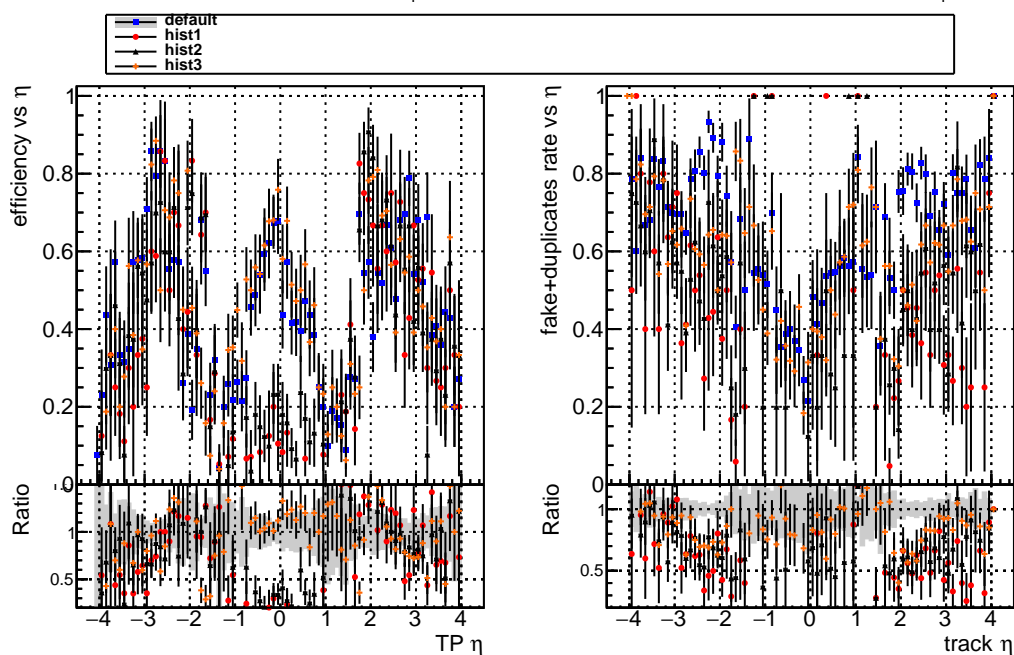 default
hist1
hist2
hist3
efficiency vs η
1
0.8
0.6
0.4
0.2
0
Ratio
1
0.5
−4 −3 −2 −1 0 1 2 3 4
TP η
fake+duplicates rate vs η
1
0.8
0.6
0.4
0.2
0
Ratio
1
0.5
−4 −3 −2 −1 0 1 2 3 4
track η